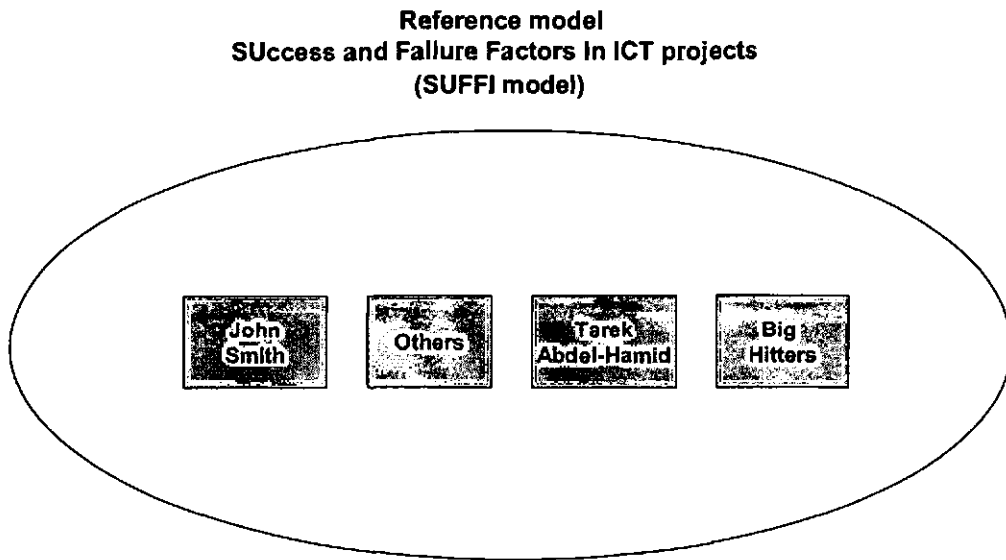 Reference model
SUccess and Failure Factors in ICT projects
(SUFFI model)
John
Smith
Others
Tarek
Abdel-Hamid
Big
Hitters